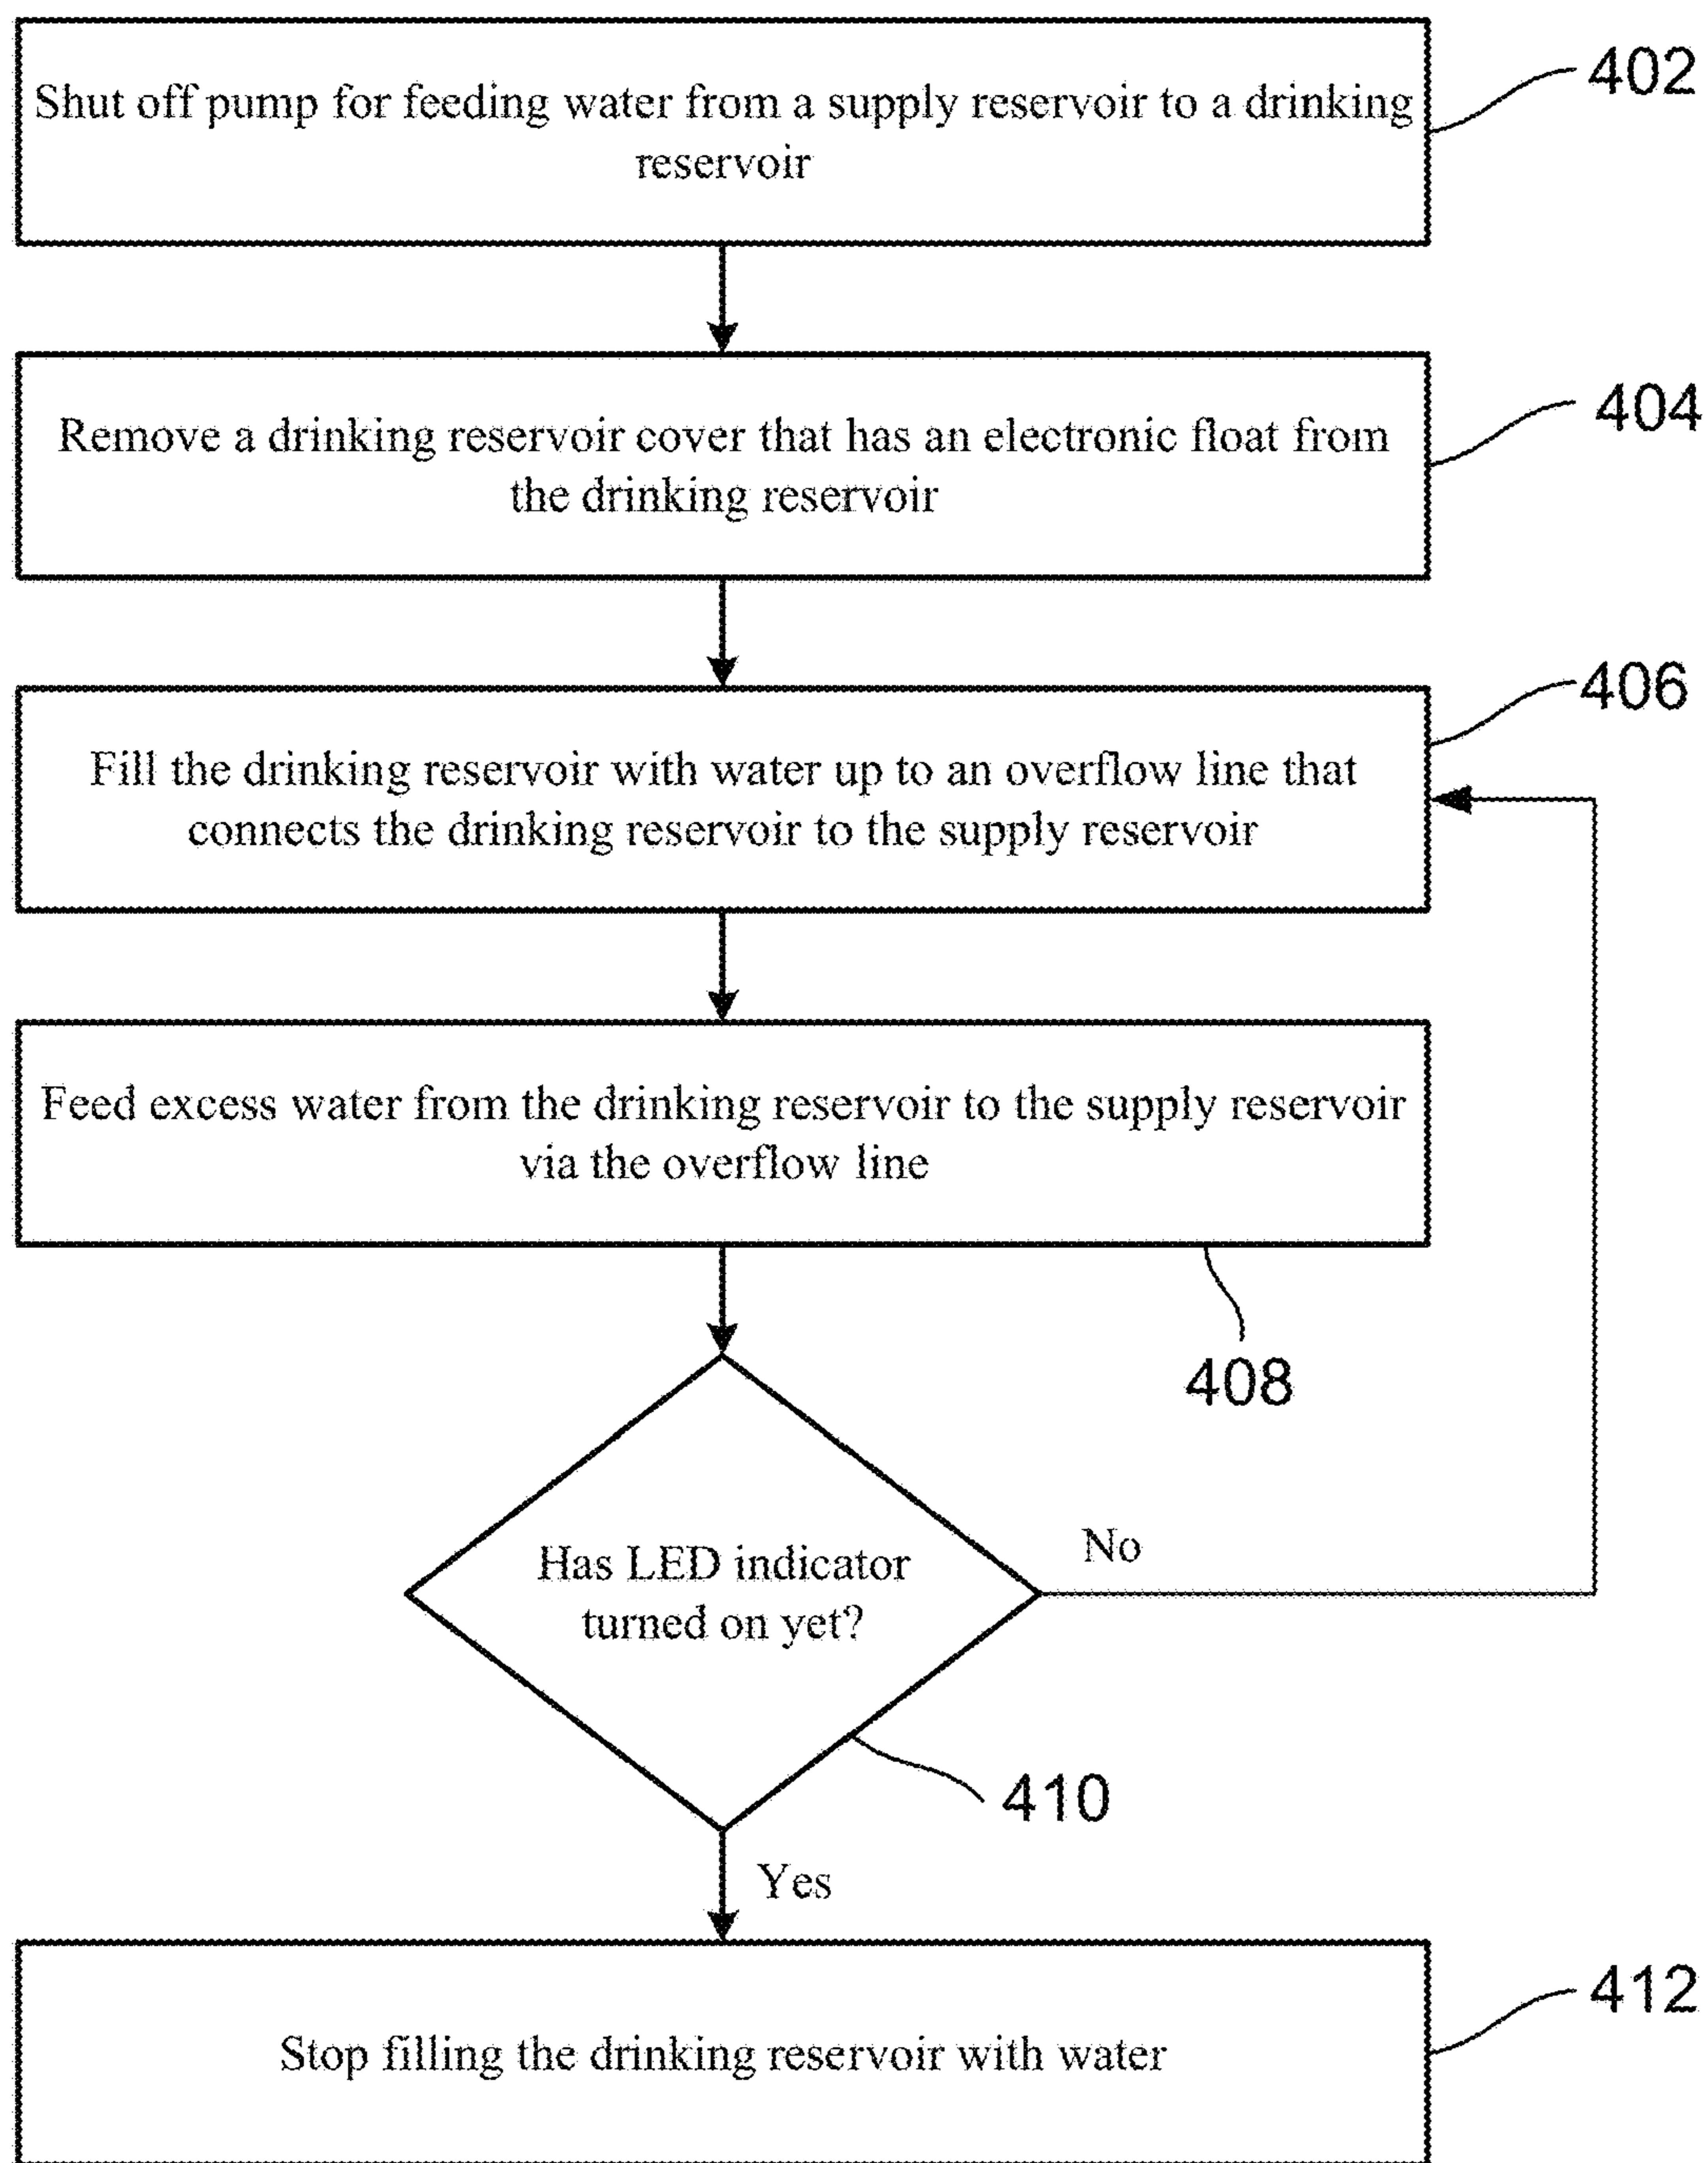 Shut off pump for feeding water from a supply reservoir to a drinking
reservoir
402
Remove a drinking reservoir cover that has an electronic float from
the drinking reservoir
404
Fill the drinking reservoir with water up to an overflow line that
connects the drinking reservoir to the supply reservoir
406
Feed excess water from the drinking reservoir to the supply reservoir
via the overflow line
408
Has LED indicator
turned on yet?
No
410
Yes
Stop filling the drinking reservoir with water
412